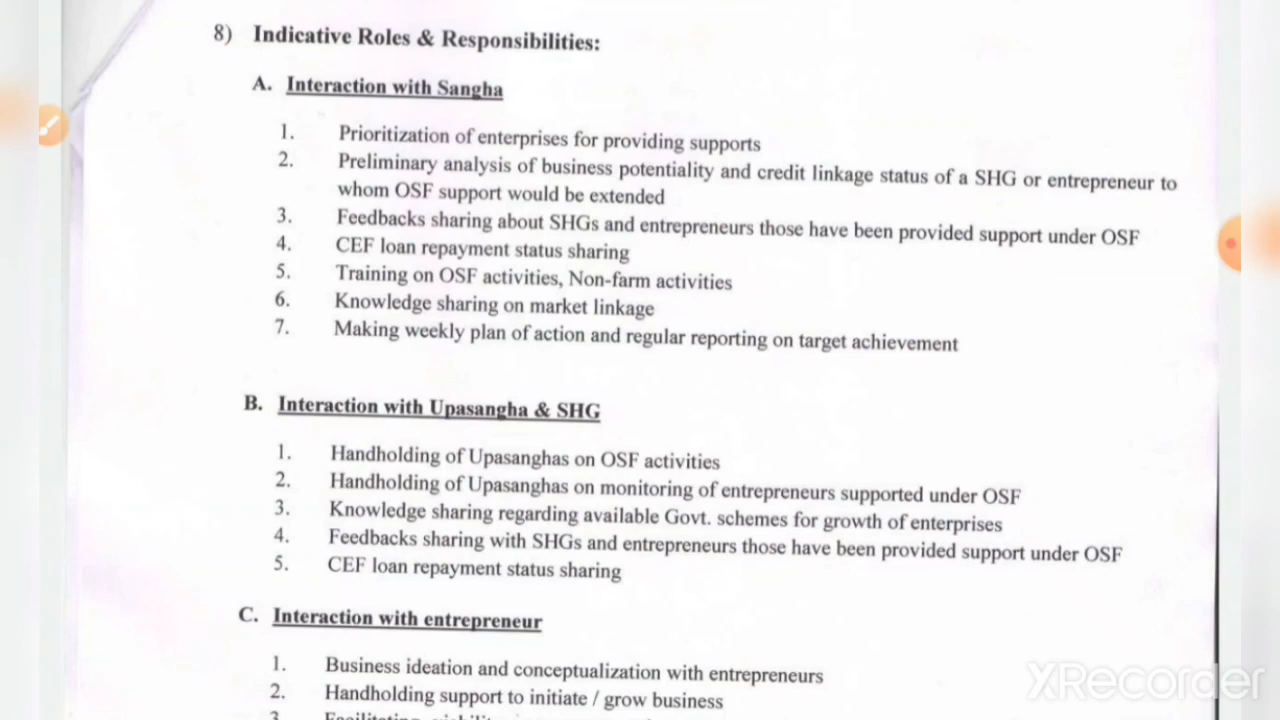 8) Indicative Roles & Responsibilities:
A. Interaction with Sangha
1. Prioritization of enterprises for providing supports
2. Preliminary analysis of business potentiality and credit linkage status of a SHG or entrepreneur to
whom OSF support would be extended
3. Feedbacks sharing about SHGs and entrepreneurs those have been provided support under OSF
4. CEF loan repayment status sharing
5. Training on OSF activities, Non-farm activities
6. Knowledge sharing on market linkage
7. Making weekly plan of action and regular reporting on target achievement
B. Interaction with Upasangha & SHG
1. Handholding of Upasanghas on OSF activities
2. Handholding of Upasanghas on monitoring of entrepreneurs supported under OSF
3. Knowledge sharing regarding available Govt. schemes for growth of enterprises
4. Feedbacks sharing with SHGs and entrepreneurs those have been provided support under OSF
5. CEF loan repayment status sharing
C. Interaction with entrepreneur
1. Business ideation and conceptualization with entrepreneurs
2. Handholding support to initiate / grow business
3. Facilitating
XRecorder